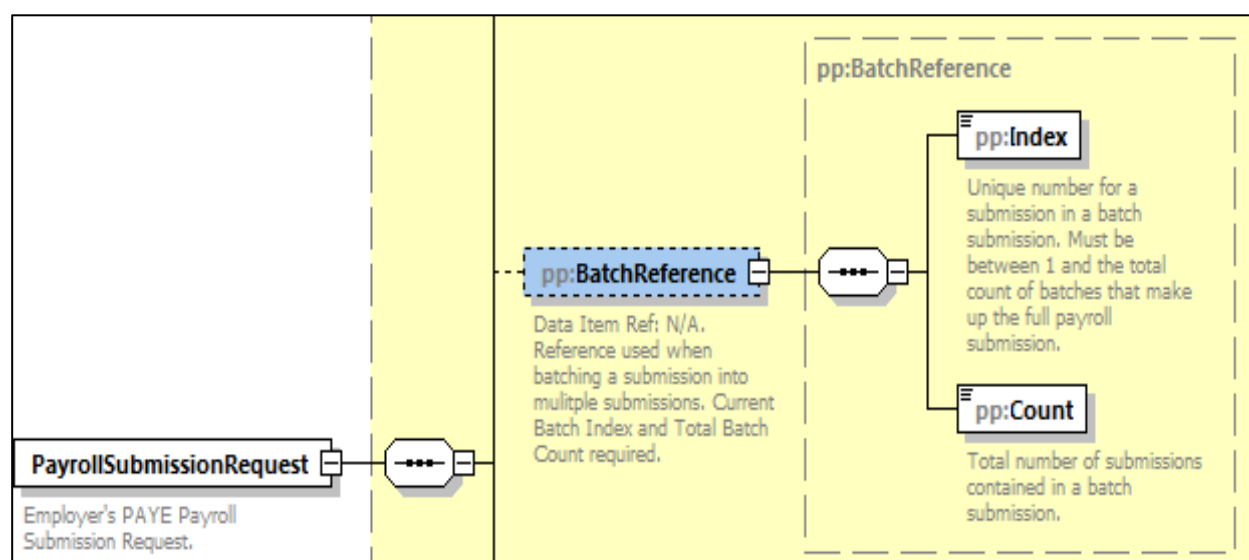 pp:BatchReference
pp:Index
Unique number for a
submission in a batch
submission. Must be
between 1 and the total
count of batches that make
up the full payroll
submission.
pp:BatchReference
Data Item Ref: N/A.
Reference used when
batching a submission into
mulitple submissions. Current
Batch Index and Total Batch
Count required.
pp:Count
Total number of submissions
contained in a batch
submission.
PayrollSubmissionRequest
Employer's PAYE Payroll
Submission Request.